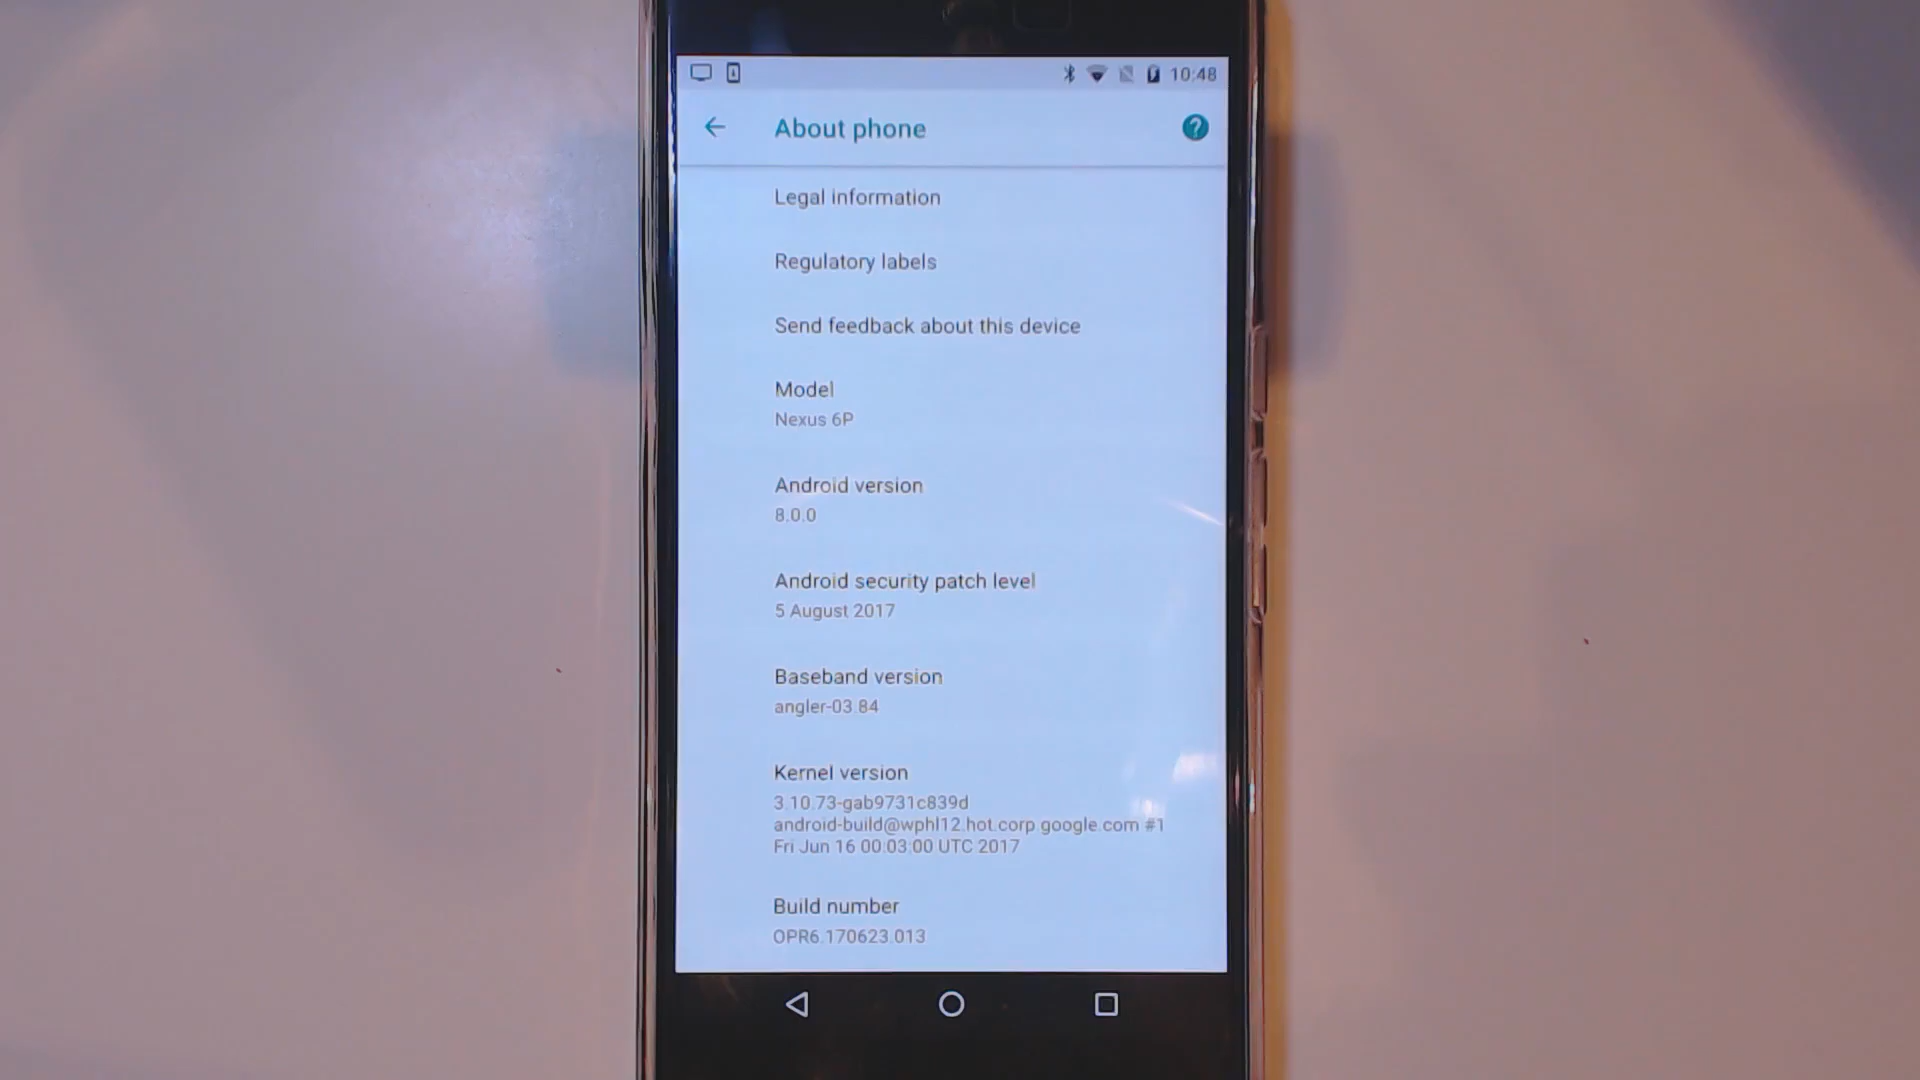 10:48
About phone
Legal information
Regulatory labels
Send feedback about this device
Model
Nexus 6P
Android version
8.0.0
Android security patch level
5 August 2017
Baseband version
angler-03.84
Kernel version
3.10.73-gab9731c839d
android-build@wphl12.hot.corp.google.com #1
Fri Jun 16 00:03:00 UTC 2017
Build number
OPR6.170623.013